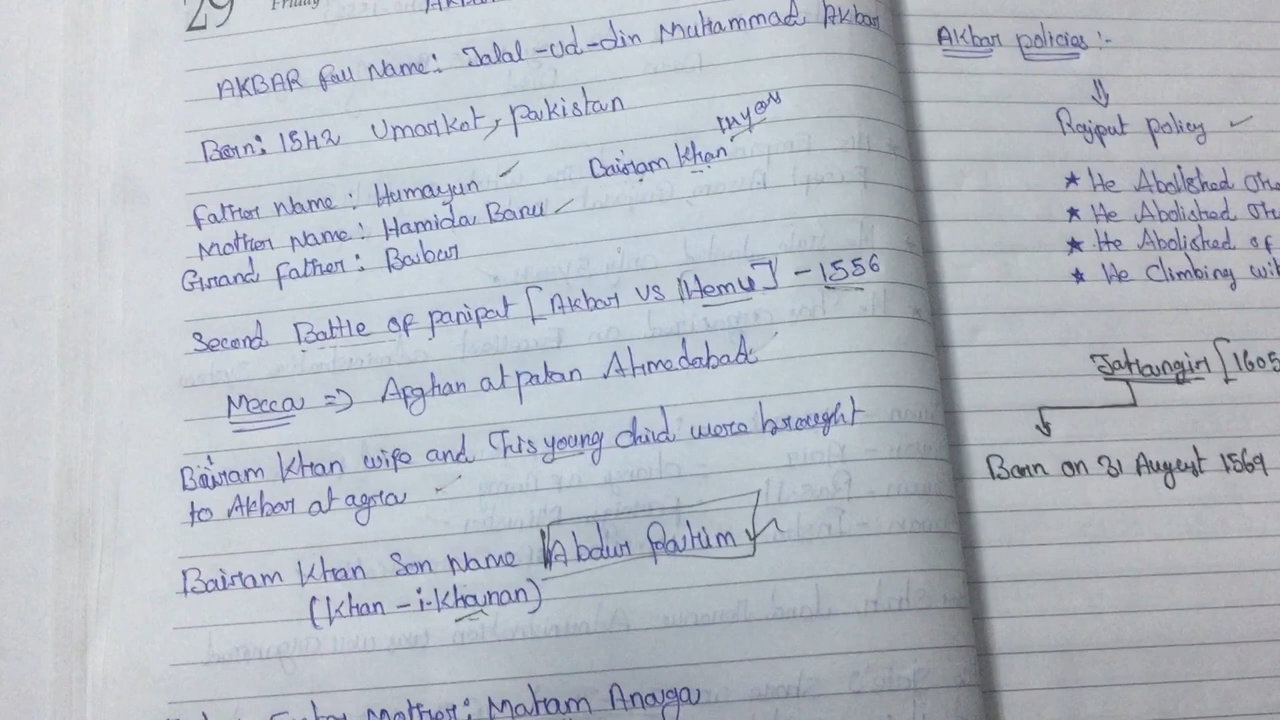 29 Friday
AKBAR full Name: Jalal-ud-din Muhammad Akbar
Born: 1542 Umarkot, pakistan
Father Name: Humayun
Bairam Khan
Mother Name: Hamida Banu
Grand father: Babar
Second Battle of panipat [Akbar vs Hemu] - 1556
Mecca => Afghan at patan Ahmedabad
Bairam Khan wife and This young child were brought
to Akbar at agra
Bairam Khan Son Name Abdur Rahim
(Khan-i-Khanan)
Mother: Maham Anaga
Akbar policies :-
Rajput policy
* He Abolished
* He Abolished
* He Abolished of
* He Climbing
Jahangir [1605
Born on 31 August 1569